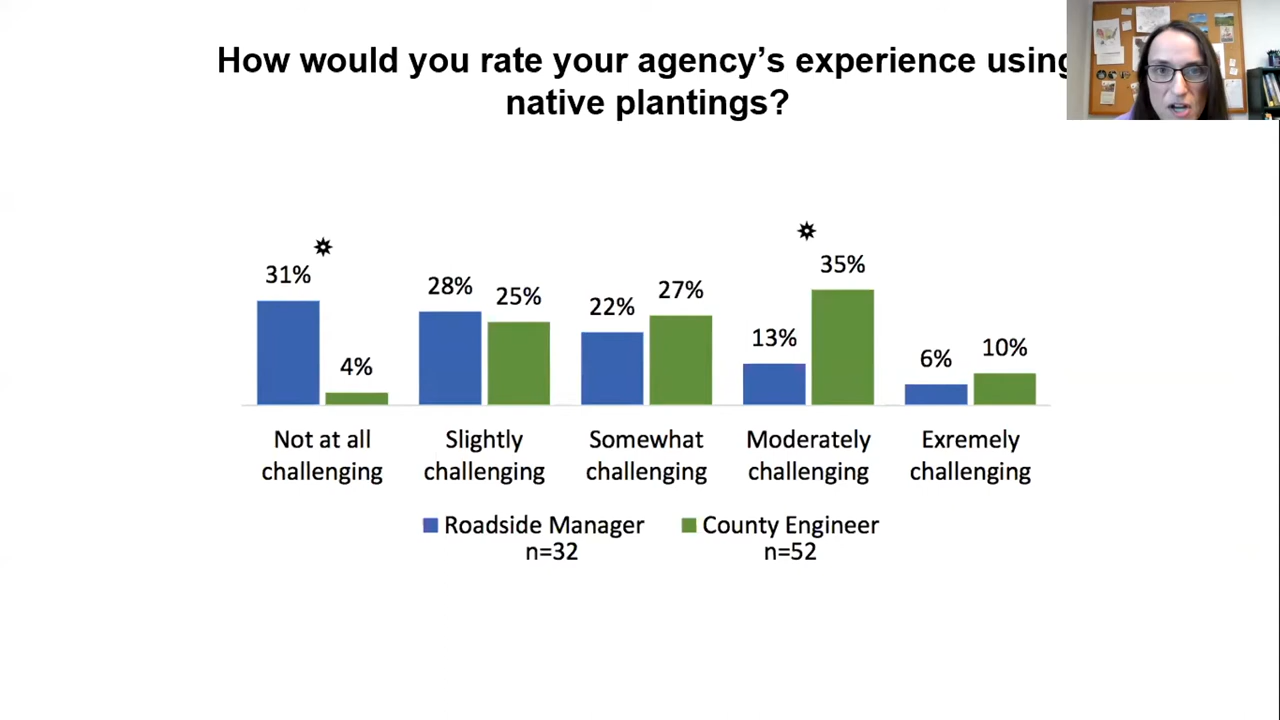 How would you rate your agency's experience using
native plantings?
31%
4%
28%
25%
22%
27%
13%
35%
6%
10%
Not at all
challenging
Slightly
challenging
Somewhat
challenging
Moderately
challenging
Exremely
challenging
Roadside Manager
n=32
County Engineer
n=52